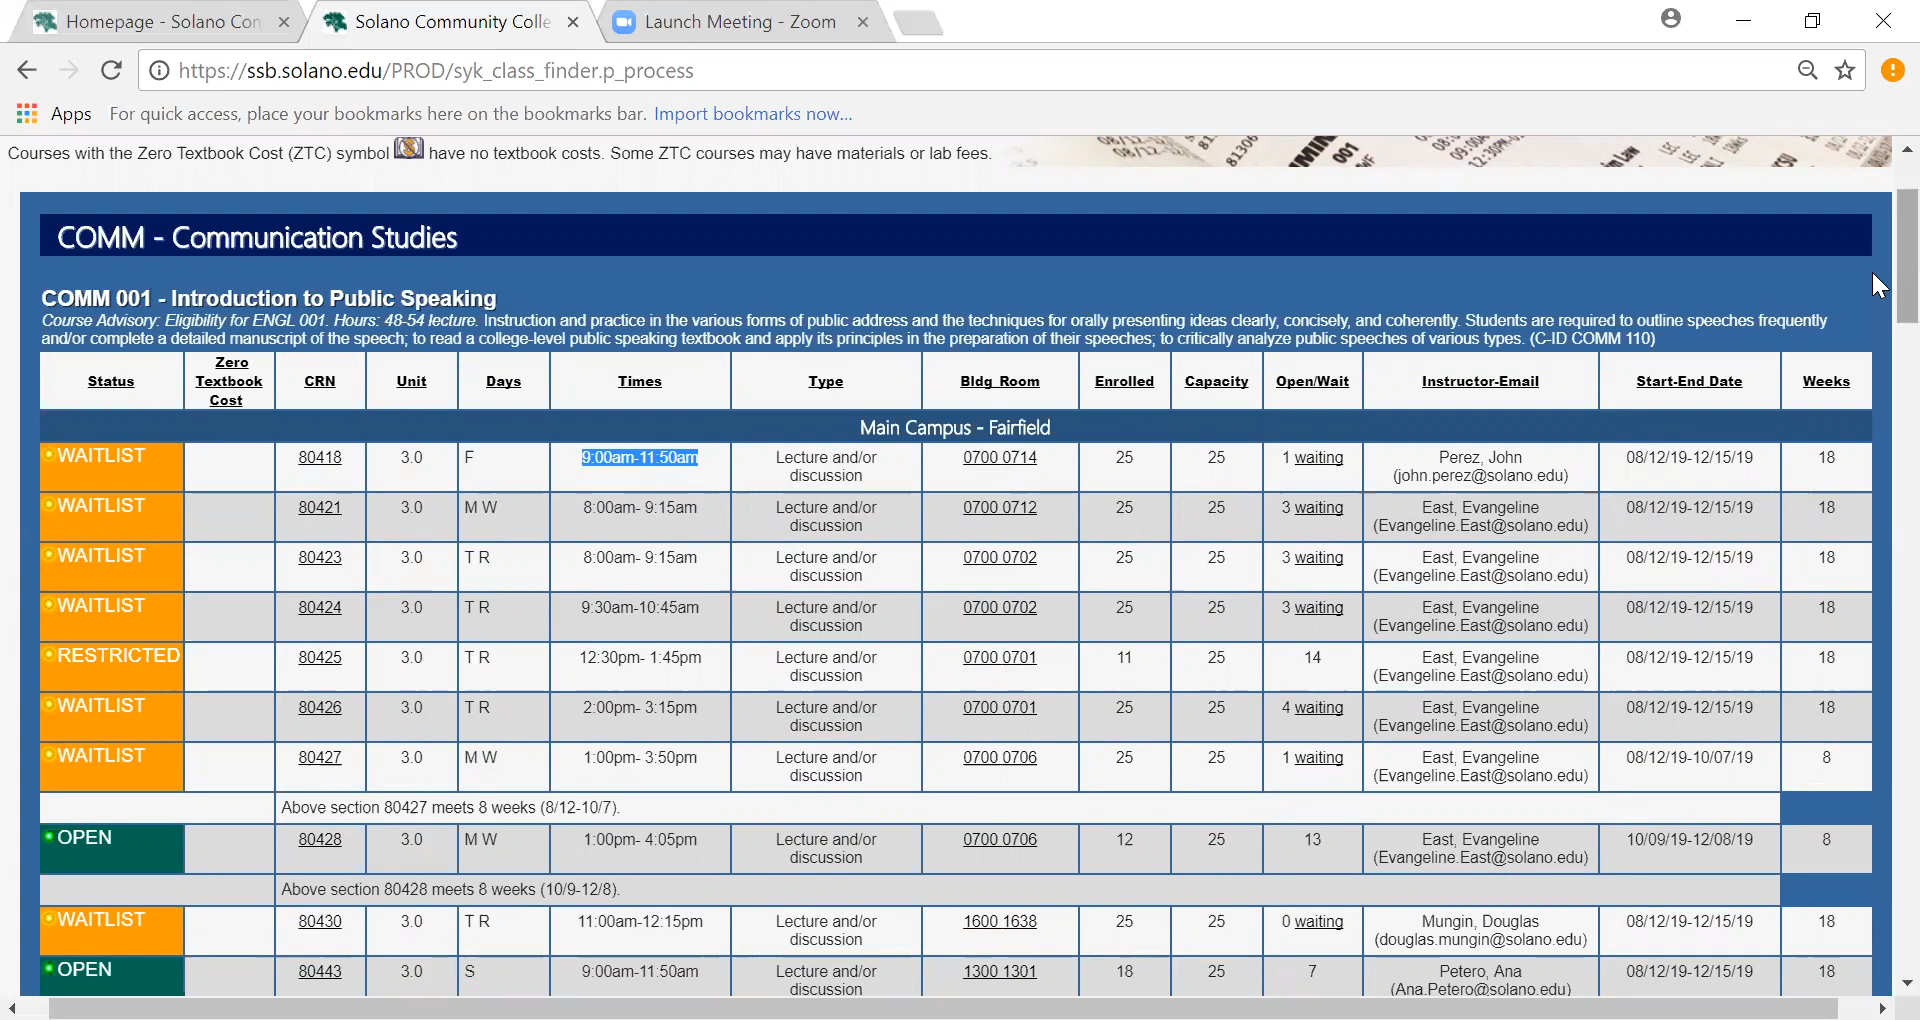 Homepage - Solano Con
Solano Community Colle
Launch Meeting - Zoom
https://ssb.solano.edu/PROD/syk_class_finder.p_process
Apps For quick access, place your bookmarks here on the bookmarks bar. Import bookmarks now...
Courses with the Zero Textbook Cost (ZTC) symbol have no textbook costs. Some ZTC courses may have materials or lab fees.
COMM - Communication Studies
COMM 001 - Introduction to Public Speaking
Course Advisory: Eligibility for ENGL 001. Hours: 48-54 lecture. Instruction and practice in the various forms of public address and the techniques for orally presenting ideas clearly, concisely, and coherently. Students are required to outline speeches frequently
and/or complete a detailed manuscript of the speech; to read a college-level public speaking textbook and apply its principles in the preparation of their speeches; to critically analyze public speeches of various types. (C-ID COMM 110)
Status Zero Textbook Cost CRN Unit Days Times Type Bldg Room Enrolled Capacity Open/Wait Instructor-Email Start-End Date Weeks
Main Campus - Fairfield
WAITLIST 80418 3.0 F 9:00am-11:50am Lecture and/or discussion 0700 0714 25 25 1 waiting Perez, John (john.perez@solano.edu) 08/12/19-12/15/19 18
WAITLIST 80421 3.0 M W 8:00am- 9:15am Lecture and/or discussion 0700 0712 25 25 3 waiting East, Evangeline (Evangeline.East@solano.edu) 08/12/19-12/15/19 18
WAITLIST 80423 3.0 T R 8:00am- 9:15am Lecture and/or discussion 0700 0702 25 25 3 waiting East, Evangeline (Evangeline.East@solano.edu) 08/12/19-12/15/19 18
WAITLIST 80424 3.0 T R 9:30am-10:45am Lecture and/or discussion 0700 0702 25 25 3 waiting East, Evangeline (Evangeline.East@solano.edu) 08/12/19-12/15/19 18
RESTRICTED 80425 3.0 T R 12:30pm- 1:45pm Lecture and/or discussion 0700 0701 11 25 14 East, Evangeline (Evangeline.East@solano.edu) 08/12/19-12/15/19 18
WAITLIST 80426 3.0 T R 2:00pm- 3:15pm Lecture and/or discussion 0700 0701 25 25 4 waiting East, Evangeline (Evangeline.East@solano.edu) 08/12/19-12/15/19 18
WAITLIST 80427 3.0 M W 1:00pm- 3:50pm Lecture and/or discussion 0700 0706 25 25 1 waiting East, Evangeline (Evangeline.East@solano.edu) 08/12/19-10/07/19 8
Above section 80427 meets 8 weeks (8/12-10/7).
OPEN 80428 3.0 M W 1:00pm- 4:05pm Lecture and/or discussion 0700 0706 12 25 13 East, Evangeline (Evangeline.East@solano.edu) 10/09/19-12/08/19 8
Above section 80428 meets 8 weeks (10/9-12/8).
WAITLIST 80430 3.0 T R 11:00am-12:15pm Lecture and/or discussion 1600 1638 25 25 0 waiting Mungin, Douglas (douglas.mungin@solano.edu) 08/12/19-12/15/19 18
OPEN 80443 3.0 S 9:00am-11:50am Lecture and/or discussion 1300 1301 18 25 7 Petero, Ana (Ana.Petero@solano.edu) 08/12/19-12/15/19 18